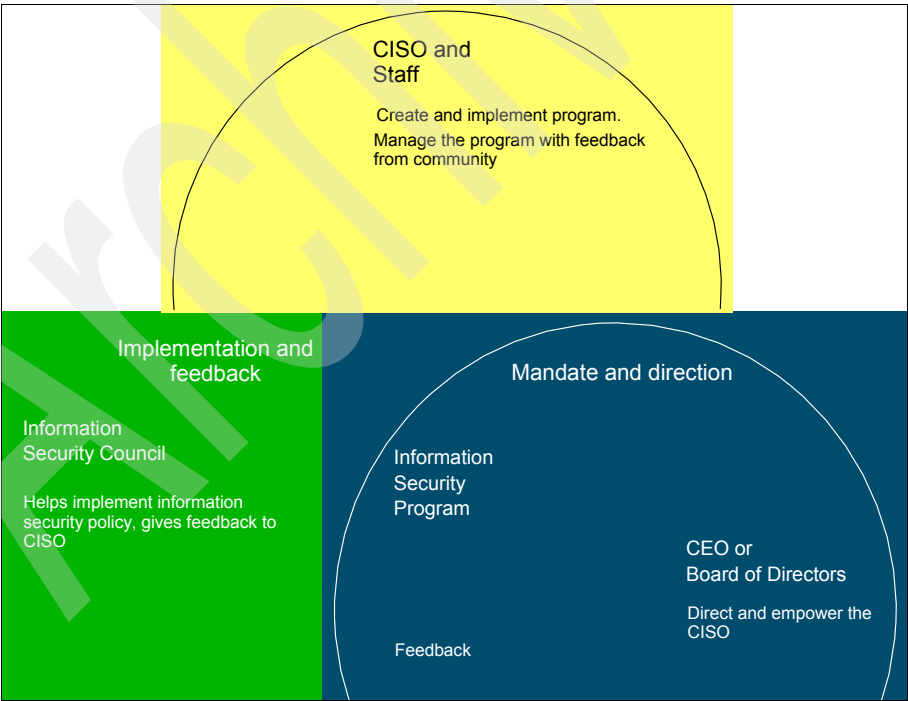 CISO and
Staff
Create and implement program.
Manage the program with feedback
from community
Implementation and
feedback
Information
Security Council
Helps implement information
security policy, gives feedback to
CISO
Mandate and direction
Information
Security
Program
CEO or
Board of Directors
Direct and empower the
CISO
Feedback